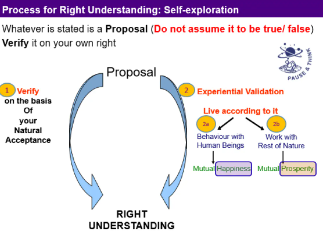 Process for Right Understanding: Self-exploration
Whatever is stated is a Proposal (Do not assume it to be true/ false)
Verify it on your own right
PAUSE & THINK
Proposal
1 Verify
on the basis
Of
your
Natural
Acceptance
2 Experiential Validation
Live according to it
2a
Behaviour with
Human Beings
Mutual Happiness
2b
Work with
Rest of Nature
Mutual Prosperity
RIGHT
UNDERSTANDING